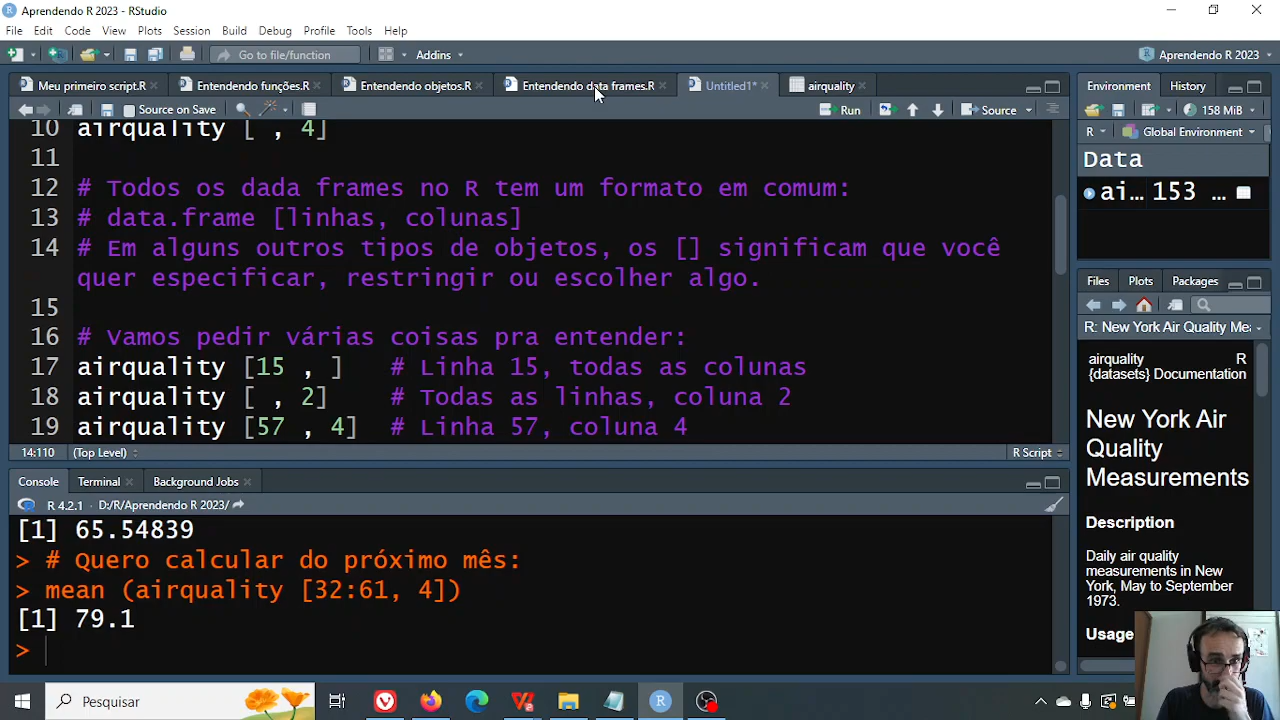 Aprendendo R 2023 - RStudio
File Edit Code View Plots Session Build Debug Profile Tools Help
Go to file/function Addins Aprendendo R 2023
Meu primeiro script.R Entendendo funções.R Entendendo objetos.R Entendendo data frames.R Untitled1* airquality
Source on Save Run Source
10 airquality [ , 4]
11
12 # Todos os dada frames no R tem um formato em comum:
13 # data.frame [linhas, colunas]
14 # Em alguns outros tipos de objetos, os [] significam que você
quer especificar, restringir ou escolher algo.
15
16 # Vamos pedir várias coisas pra entender:
17 airquality [15 , ] # Linha 15, todas as colunas
18 airquality [ , 2] # Todas as linhas, coluna 2
19 airquality [57 , 4] # Linha 57, coluna 4
14:110 (Top Level) R Script
Console Terminal Background Jobs
R 4.2.1 D:/R/Aprendendo R 2023/
[1] 65.54839
> # Quero calcular do próximo mês:
> mean (airquality [32:61, 4])
[1] 79.1
>
Environment History
158 MiB
R Global Environment
Data
ai... 153 ...
Files Plots Packages
R: New York Air Quality Mea
airquality R
{datasets} Documentation
New York Air
Quality
Measurements
Description
Daily air quality
measurements in New
York, May to September
1973.
Usage
Pesquisar